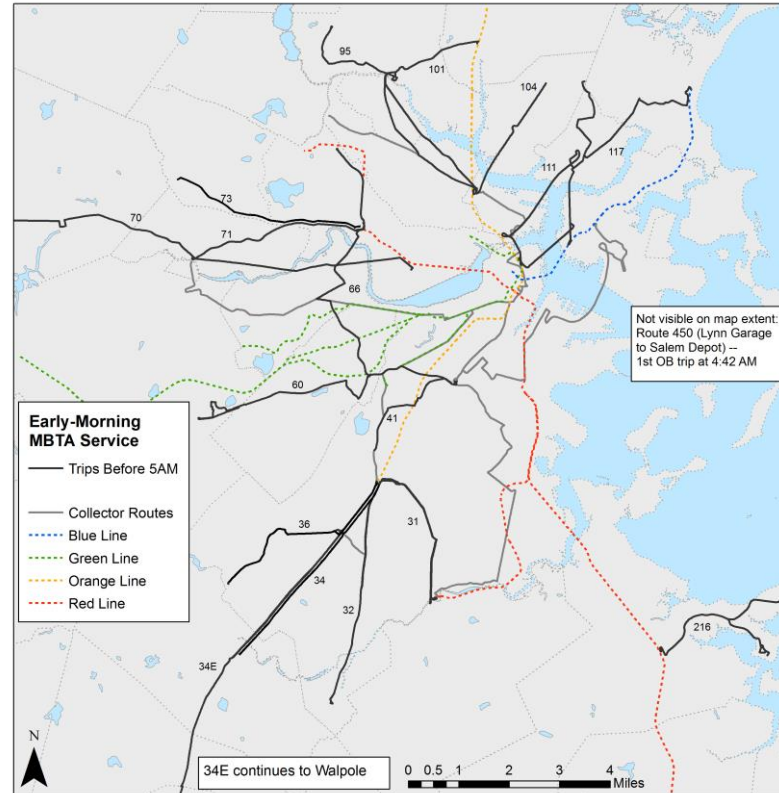 95
101
104
111
117
73
70
71
66
Not visible on map extent:
Route 450 (Lynn Garage
to Salem Depot) --
1st OB trip at 4:42 AM
60
41
Early-Morning
MBTA Service
Trips Before 5AM
Collector Routes
Blue Line
Green Line
Orange Line
Red Line
36
31
34
32
216
34E
N
34E continues to Walpole
0 0.5 1 2 3 4
Miles